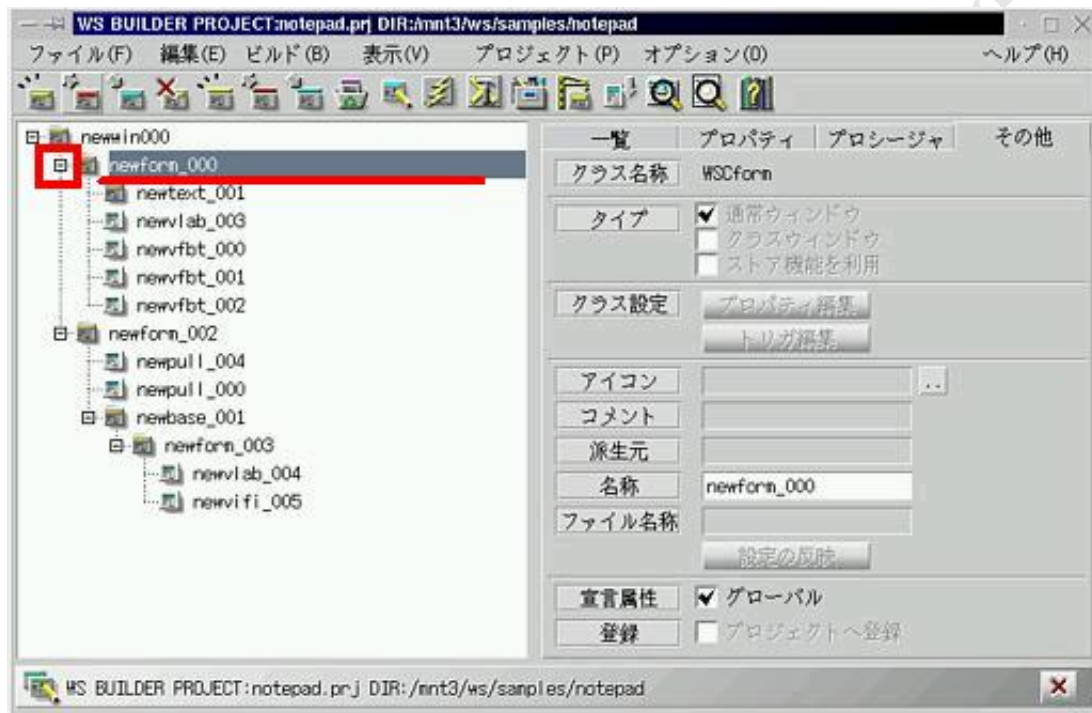 WS BUILDER PROJECT:notepad.prj DIR:/mnt3/ws/samples/notepad
ファイル(F) 編集(E) ビルド(B) 表示(V) プロジェクト(P) オプション(O) ヘルプ(H)
newwin000
newform_000
newtext_001
newvlab_003
newvfbt_000
newvfbt_001
newvfbt_002
newform_002
newpull_004
newpull_000
newbase_001
newform_003
newvlab_004
newvifi_005
一覧 プロパティ プロシージャ その他
クラス名称 WSCform
タイプ 通常ウィンドウ
クラスウィンドウ
ストア機能を利用
クラス設定 プロパティ編集
トリガ編集
アイコン ..
コメント
派生元
名称 newform_000
ファイル名称
設定の反映
宣言属性 グローバル
登録 プロジェクトへ登録
WS BUILDER PROJECT:notepad.prj DIR:/mnt3/ws/samples/notepad